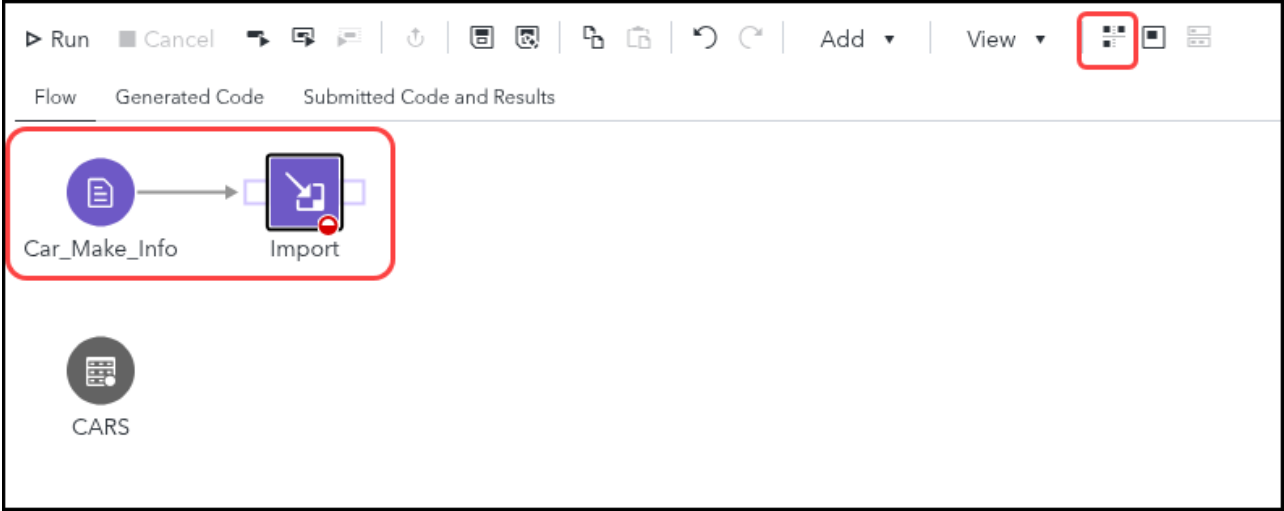 Run Cancel Add View
Flow Generated Code Submitted Code and Results
Car_Make_Info Import
CARS